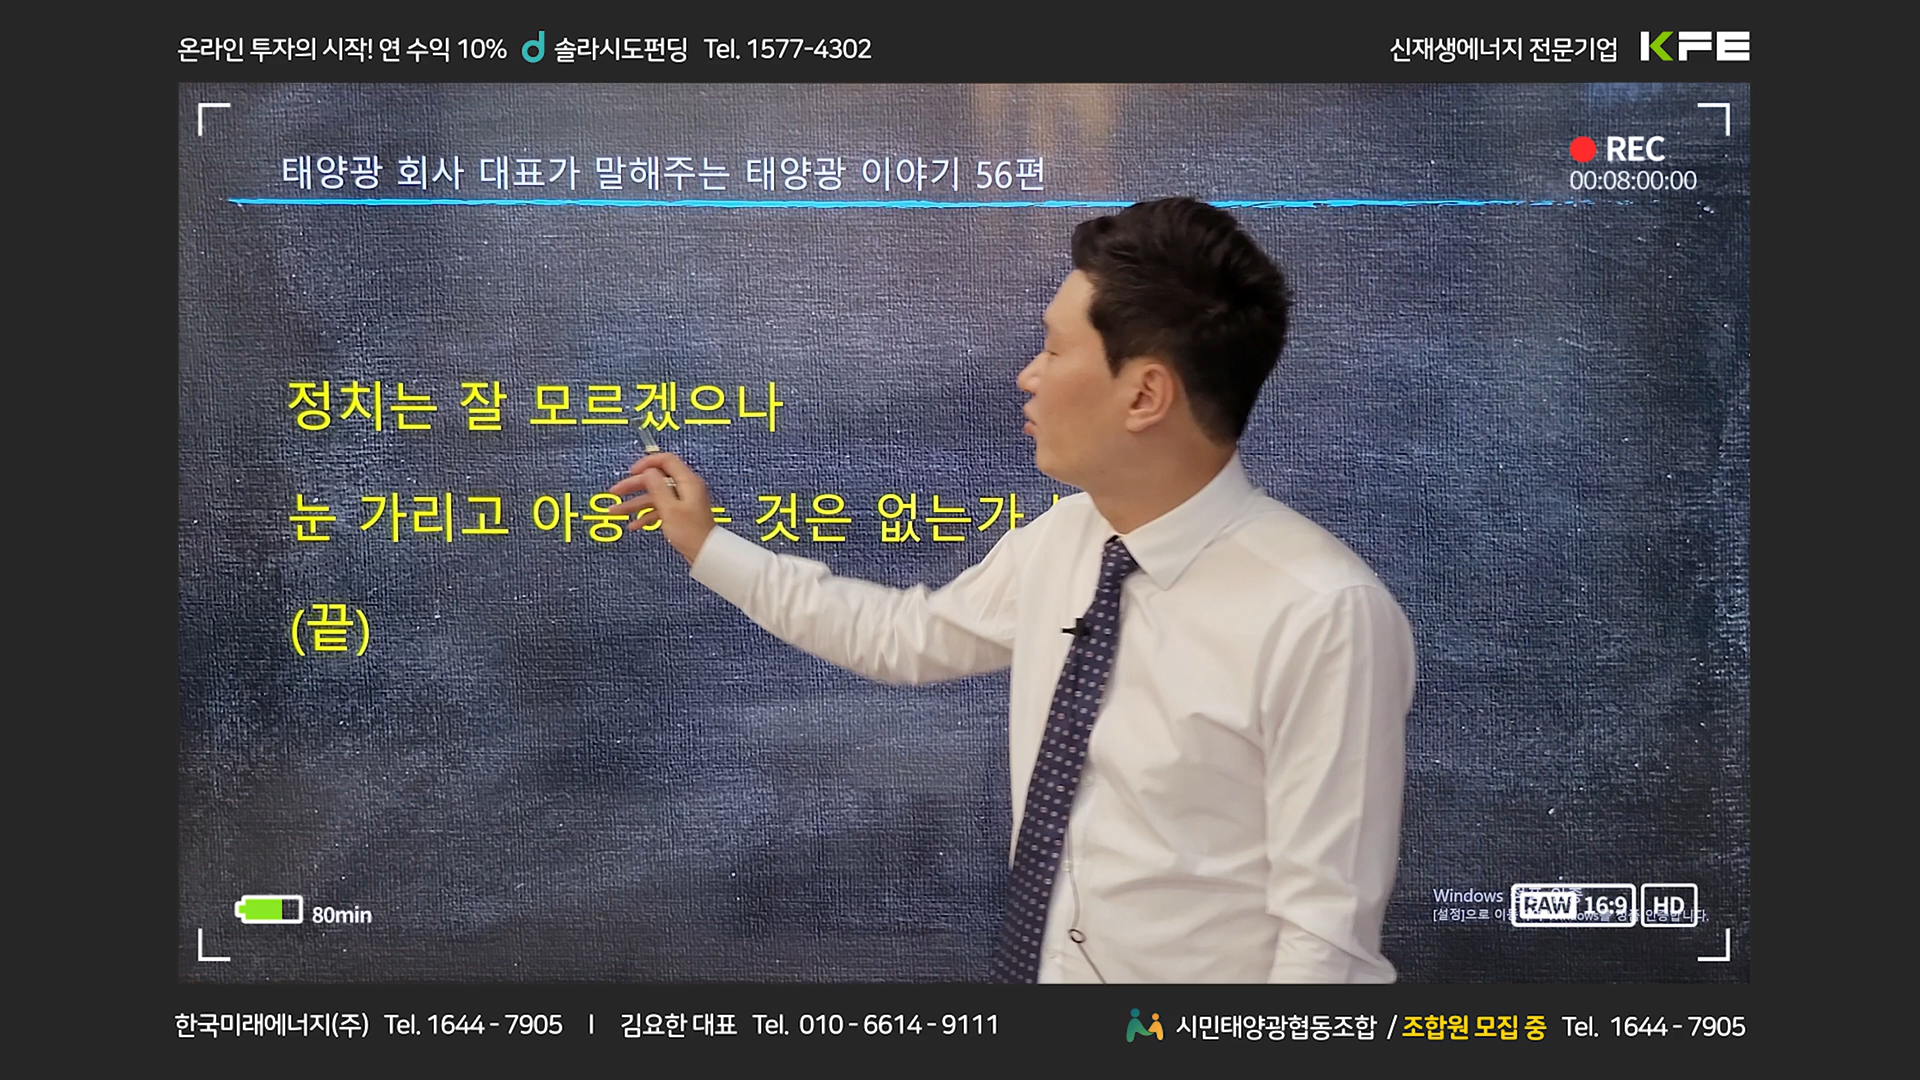 온라인 투자의 시작! 연 수익 10% 솔라시도펀딩 Tel. 1577-4302
신재생에너지 전문기업 KFE
REC
00:08:00:00
태양광 회사 대표가 말해주는 태양광 이야기 56편
정치는 잘 모르겠으나
눈 가리고 것은 없는가
(끝)
80min
Windows
RAW 16:9 HD
[설정]으로
한국미래에너지(주) Tel. 1644-7905 | 김요한 대표 Tel. 010-6614-9111
시민태양광협동조합 / 조합원 모집 중 Tel. 1644-7905